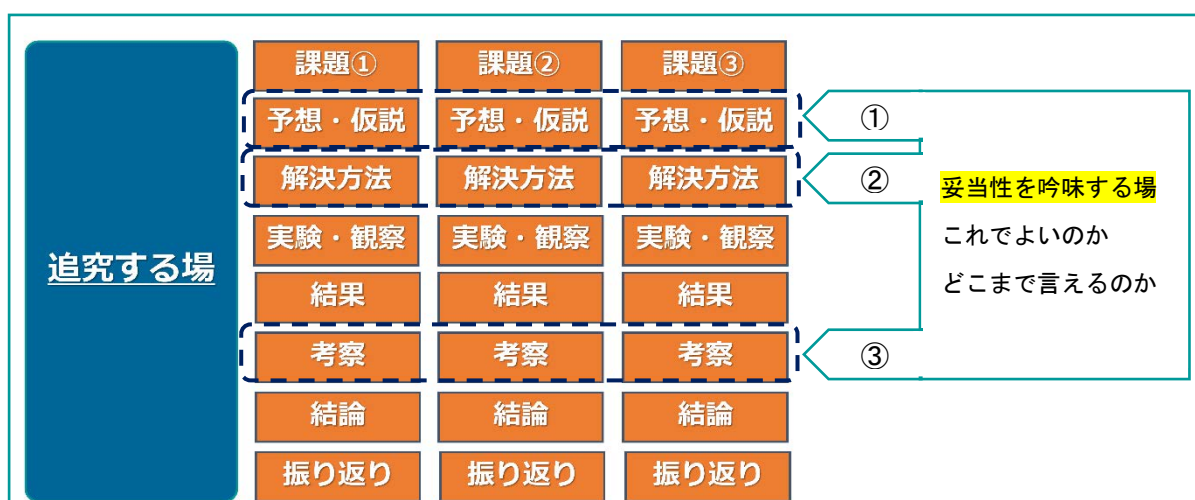 追究する場
課題① 課題② 課題③
予想・仮説 予想・仮説 予想・仮説
解決方法 解決方法 解決方法
実験・観察 実験・観察 実験・観察
結果 結果 結果
考察 考察 考察
結論 結論 結論
振り返り 振り返り 振り返り
①
②
③
妥当性を吟味する場
これでよいのか
どこまで言えるのか